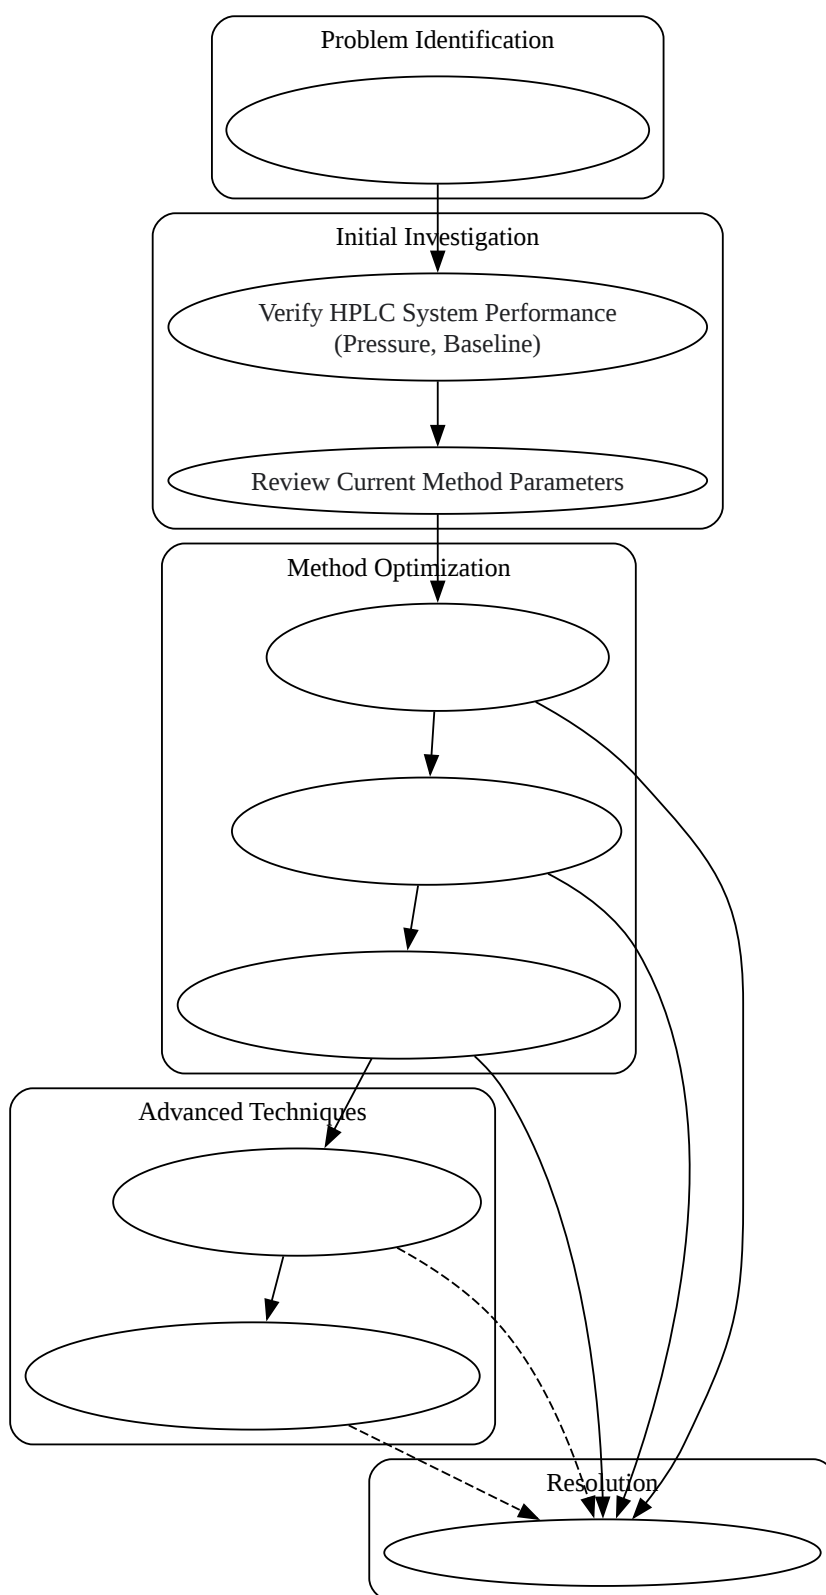 Problem Identification
Initial Investigation
Verify HPLC System Performance
(Pressure, Baseline)
Review Current Method Parameters
Method Optimization
Advanced Techniques
Resolution